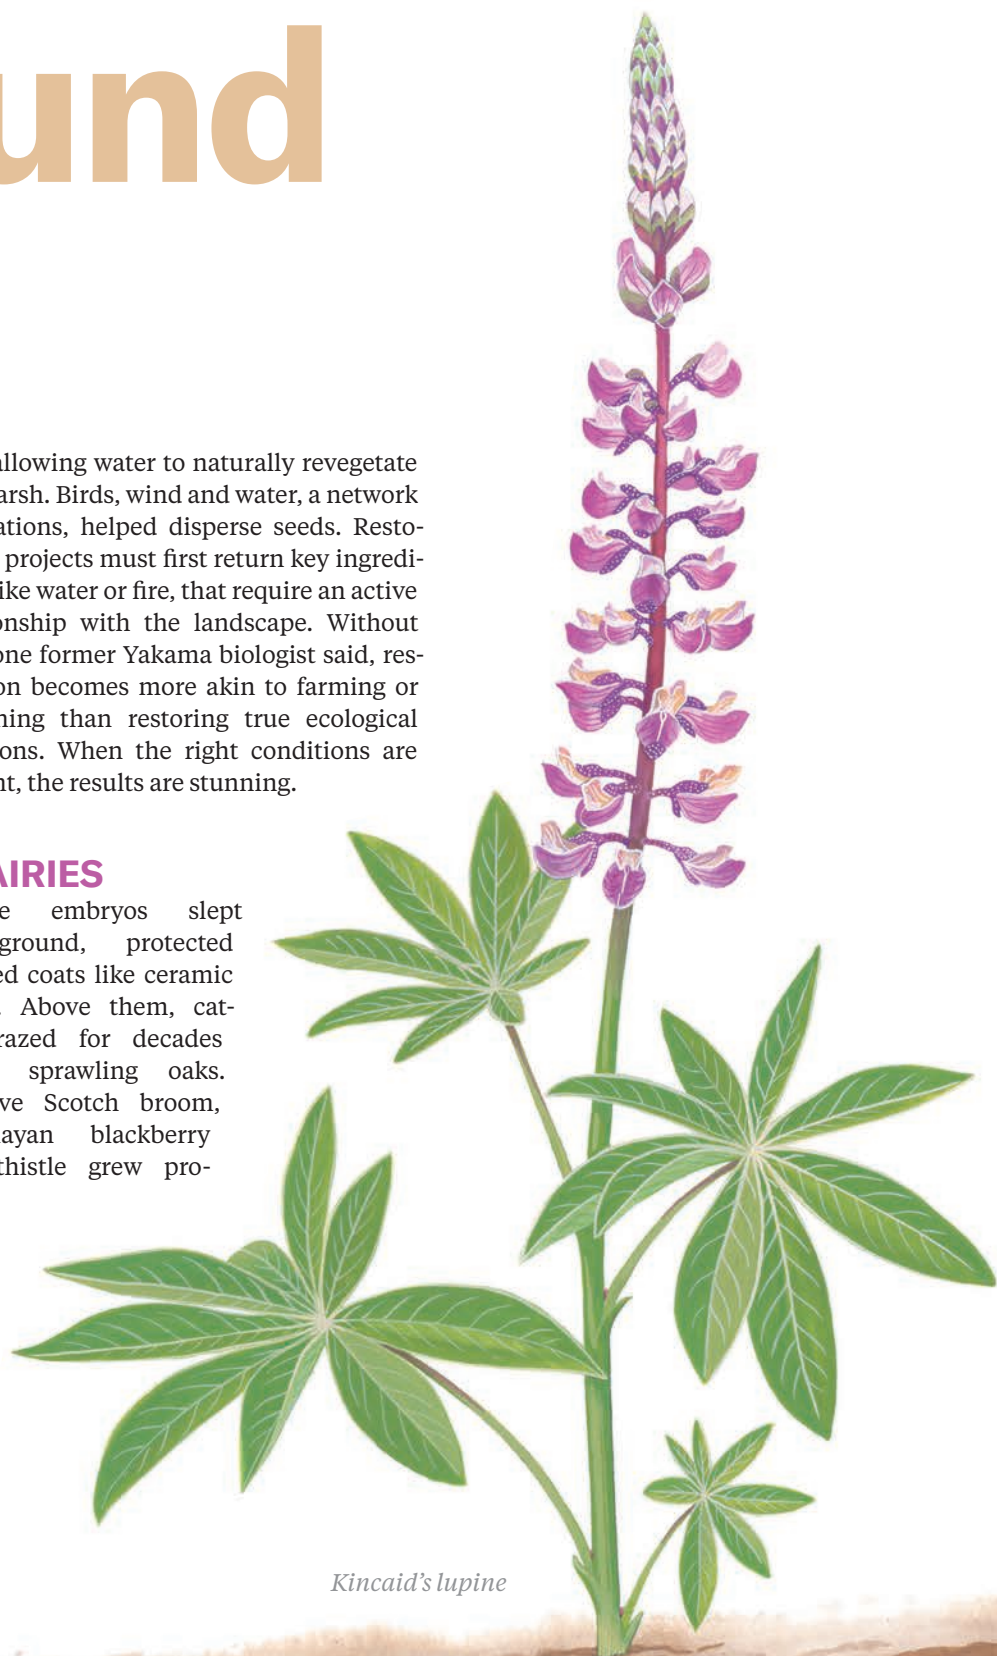 und
allowing water to naturally revegetate
arsh. Birds, wind and water, a network
ations, helped disperse seeds. Resto-
projects must first return key ingredi-
ike water or fire, that require an active
onship with the landscape. Without
one former Yakama biologist said, res-
on becomes more akin to farming or
ning than restoring true ecological
ons. When the right conditions are
nt, the results are stunning.
AIRIES
e embryos slept
ground, protected
ed coats like ceramic
. Above them, cat-
razed for decades
sprawling oaks.
ve Scotch broom,
ayan blackberry
thistle grew pro-
Kincaid's lupine